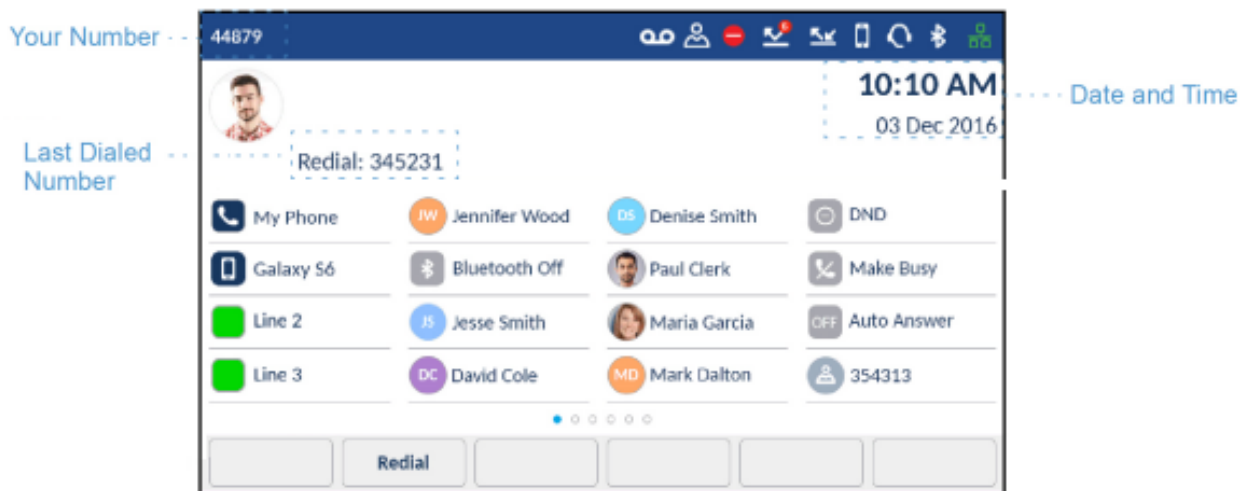 Your Number
44879
10:10 AM
03 Dec 2016
Date and Time
Last Dialed
Number
Redial: 345231
My Phone
JW Jennifer Wood
DS Denise Smith
DND
Galaxy S6
Bluetooth Off
Paul Clerk
Make Busy
Line 2
JS Jesse Smith
Maria Garcia
OFF Auto Answer
Line 3
DC David Cole
MD Mark Dalton
354313
Redial